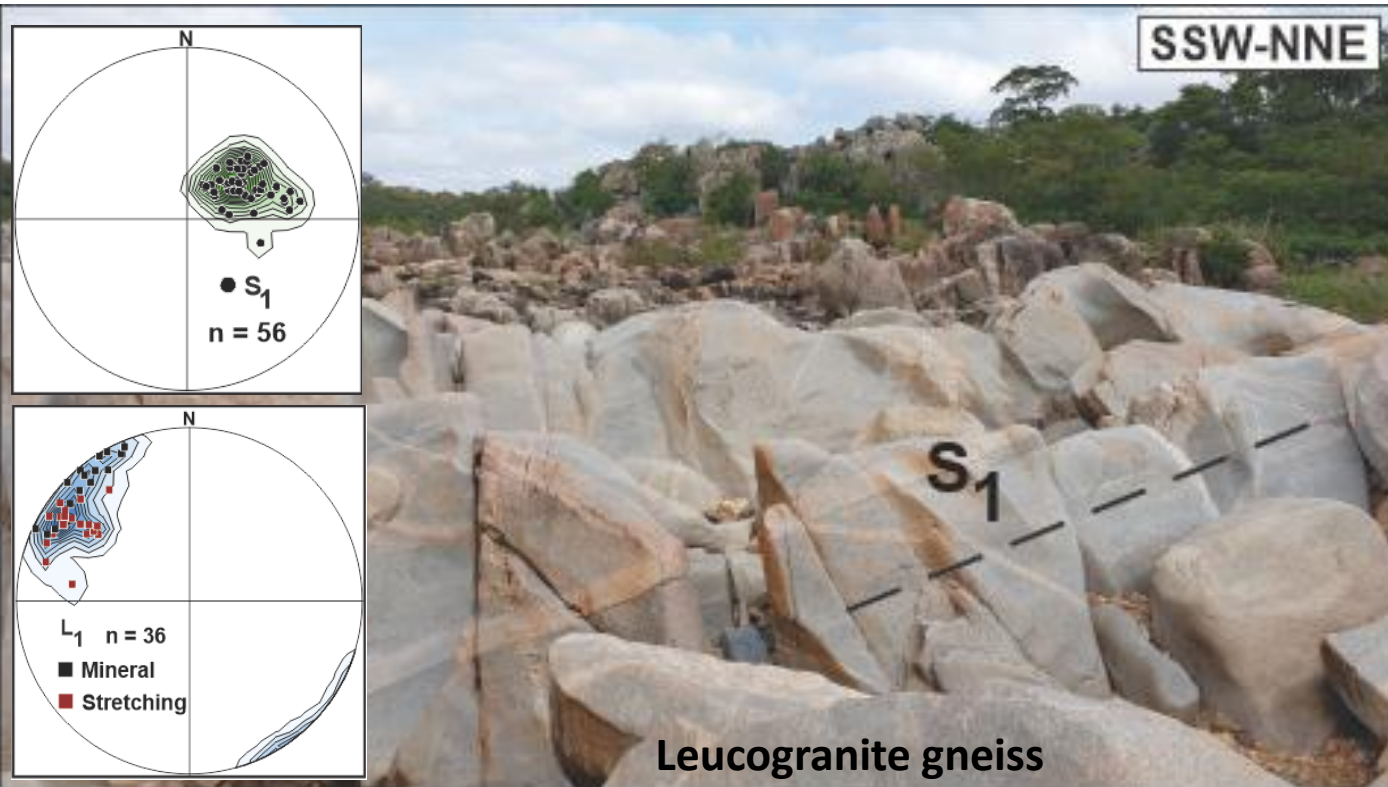 N
S1
n = 56
N
L1 n = 36
Mineral
Stretching
SSW-NNE
S1
Leucogranite gneiss